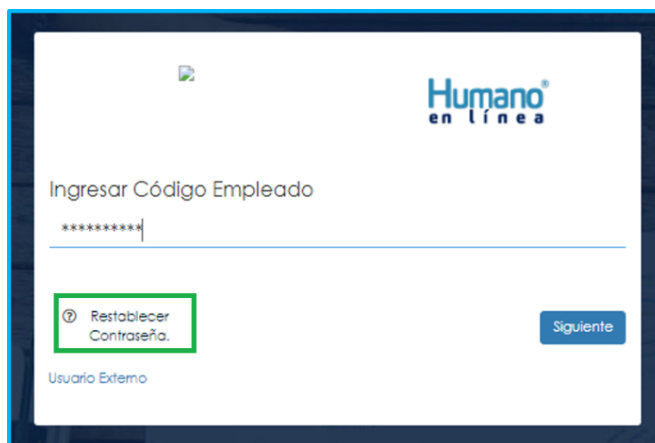 Humano®
en línea
Ingresar Código Empleado
**********
Restablecer
Contraseña.
Siguiente
Usuario Externo